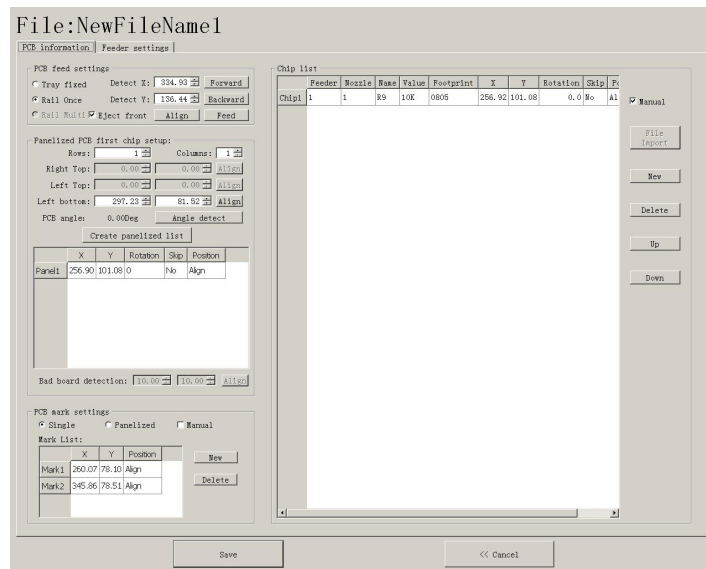 File:NewFileName1
PCB information Feeder settings
PCB feed settings
Tray fixed Detect X: 334.93 Forward
Rail Once Detect Y: 136.44 Backward
Rail Multi Eject front Align Feed
Panelized PCB first chip setup:
Rows: 1 Columns: 1
Right Top: 0.00 0.00 Align
Left Top: 0.00 0.00 Align
Left bottom: 297.23 81.52 Align
PCB angle: 0.00Deg Angle detect
Create panelized list
X Y Rotation Skip Position
Panel1 256.90 101.08 0 No Align
Bad board detection: 10.00 10.00 Align
PCB mark settings
Single Panelized Manual
Mark List:
X Y Position
Mark1 260.07 78.10 Align
Mark2 345.86 78.51 Align
New
Delete
Chip list
Feeder Nozzle Name Value Footprint X Y Rotation Skip Po
Chip1 1 1 R9 10K 0805 256.92 101.08 0.0 No Al
Manual
File
Import
New
Delete
Up
Down
Save
<< Cancel